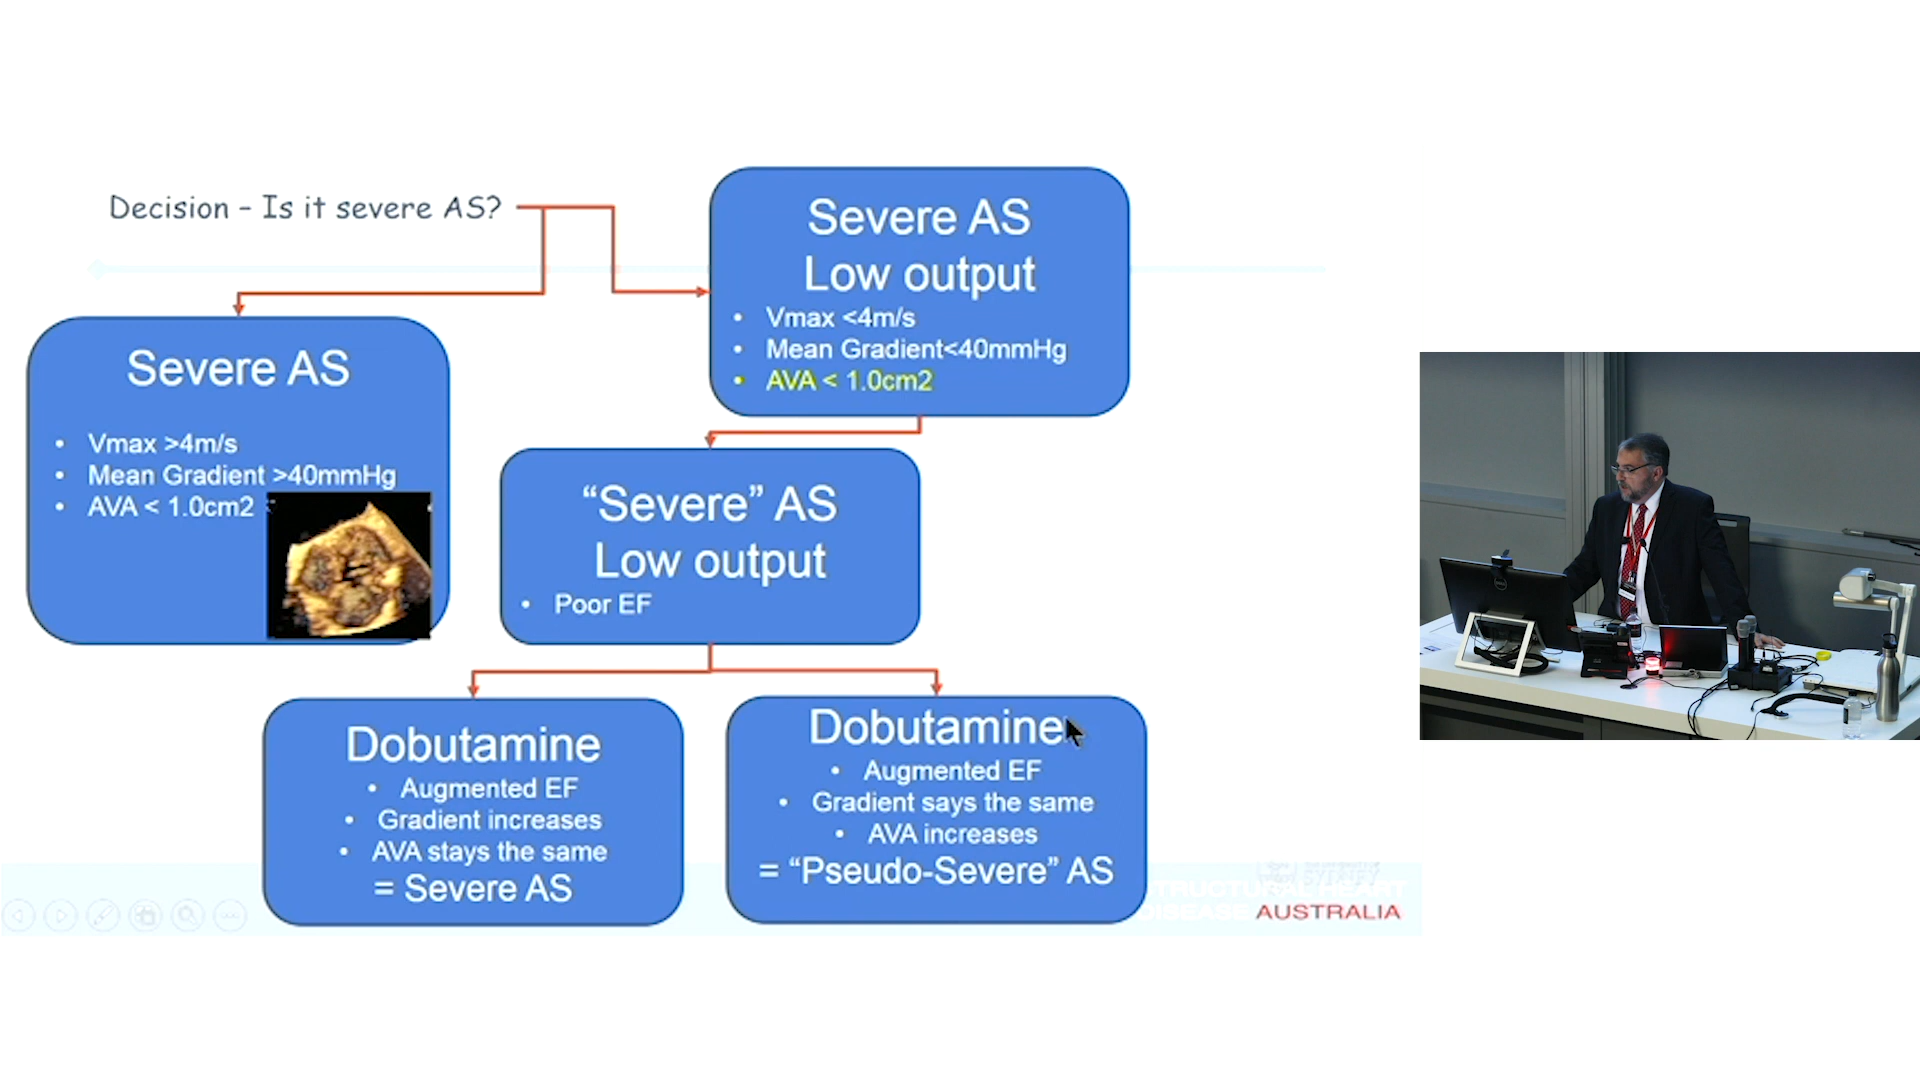 Decision – Is it severe AS?
Severe AS
Low output
• Vmax <4m/s
• Mean Gradient<40mmHg
• AVA < 1.0cm2
Severe AS
• Vmax >4m/s
• Mean Gradient >40mmHg
• AVA < 1.0cm2
“Severe” AS
Low output
• Poor EF
Dobutamine
• Augmented EF
• Gradient increases
• AVA stays the same
= Severe AS
Dobutamine
• Augmented EF
• Gradient says the same
• AVA increases
= “Pseudo-Severe” AS
STRUCTURAL HEART
DISEASE AUSTRALIA